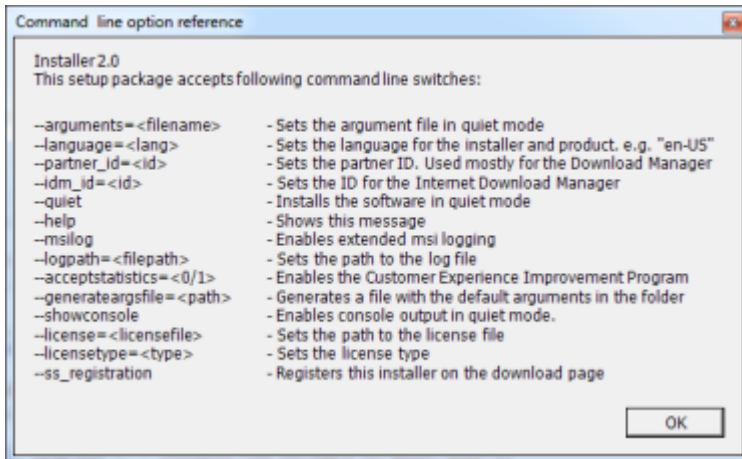 Command line option reference
Installer2.0
This setup package accepts following command line switches:
--arguments=<filename> - Sets the argument file in quiet mode
--language=<lang> - Sets the language for the installer and product. e.g. "en-US"
--partner_id=<id> - Sets the partner ID. Used mostly for the Download Manager
--idm_id=<id> - Sets the ID for the Internet Download Manager
--quiet - Installs the software in quiet mode
--help - Shows this message
--msilog - Enables extended msi logging
--logpath=<filepath> - Sets the path to the log file
--acceptstatistics=<0/1> - Enables the Customer Experience Improvement Program
--generateargsfile=<path> - Generates a file with the default arguments in the folder
--showconsole - Enables console output in quiet mode.
--license=<licensefile> - Sets the path to the license file
--licensetype=<type> - Sets the license type
--ss_registration - Registers this installer on the download page
OK